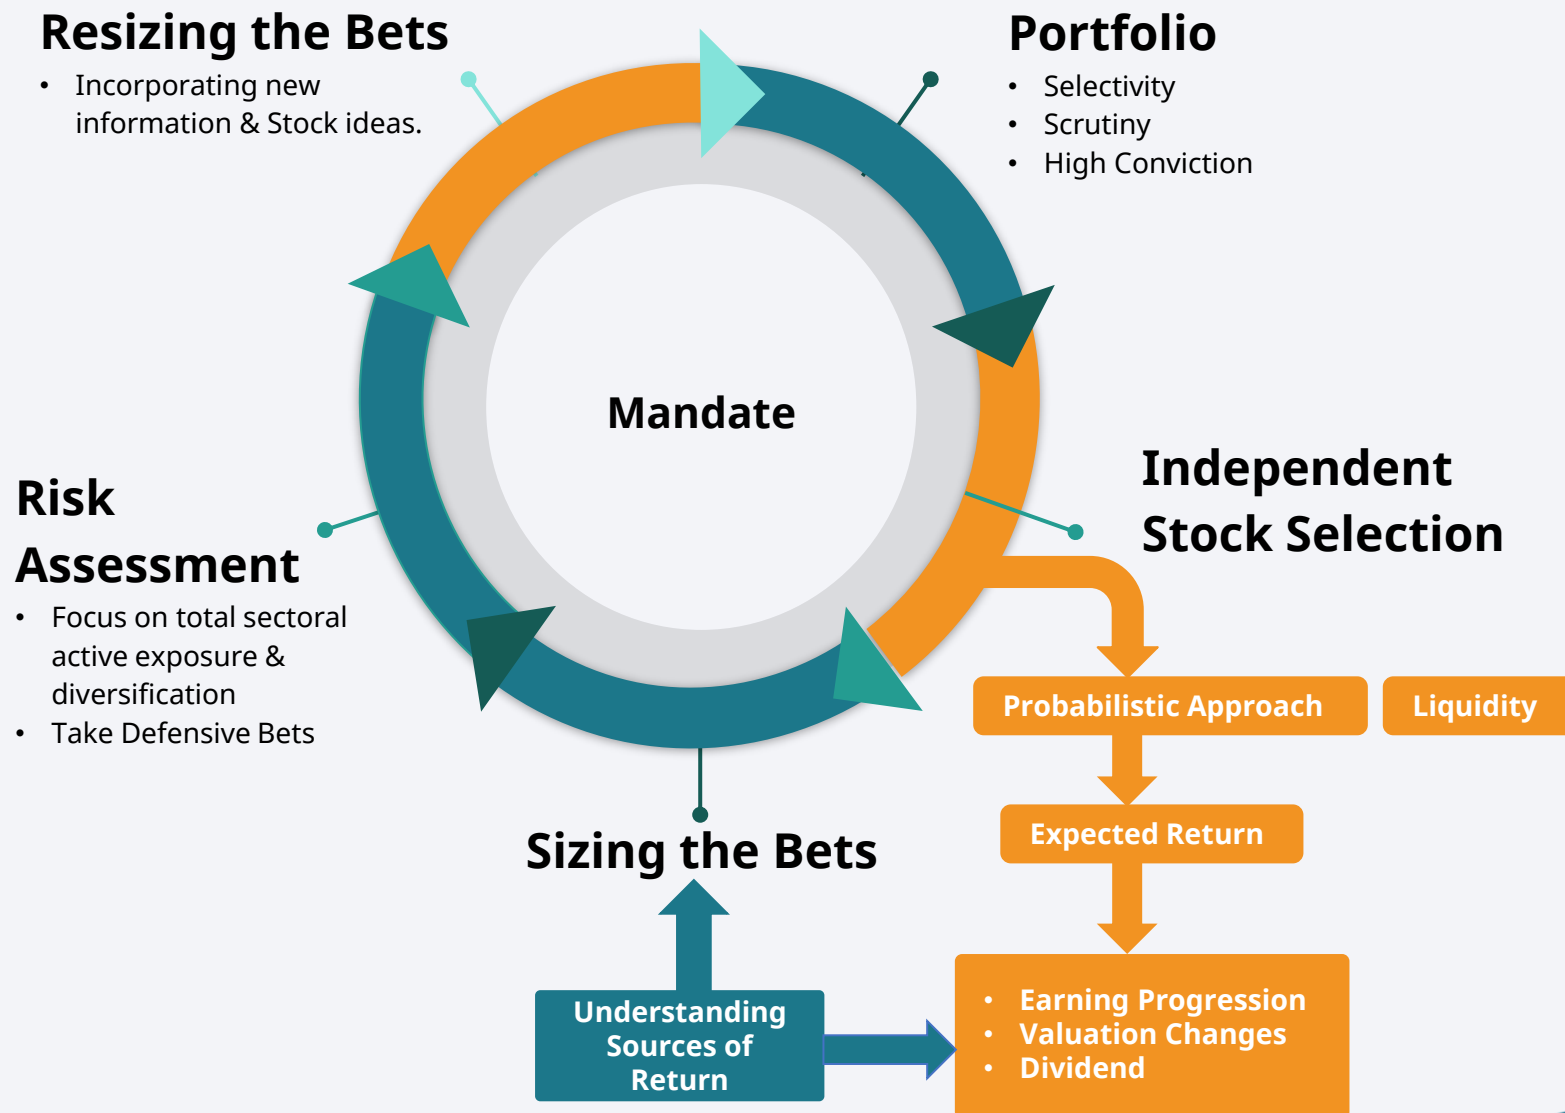 Resizing the Bets
• Incorporating new
information & Stock ideas.
Portfolio
• Selectivity
• Scrutiny
• High Conviction
Mandate
Independent
Stock Selection
Risk
Assessment
• Focus on total sectoral
active exposure &
diversification
• Take Defensive Bets
Probabilistic Approach
Liquidity
Expected Return
Sizing the Bets
Understanding
Sources of
Return
• Earning Progression
• Valuation Changes
• Dividend